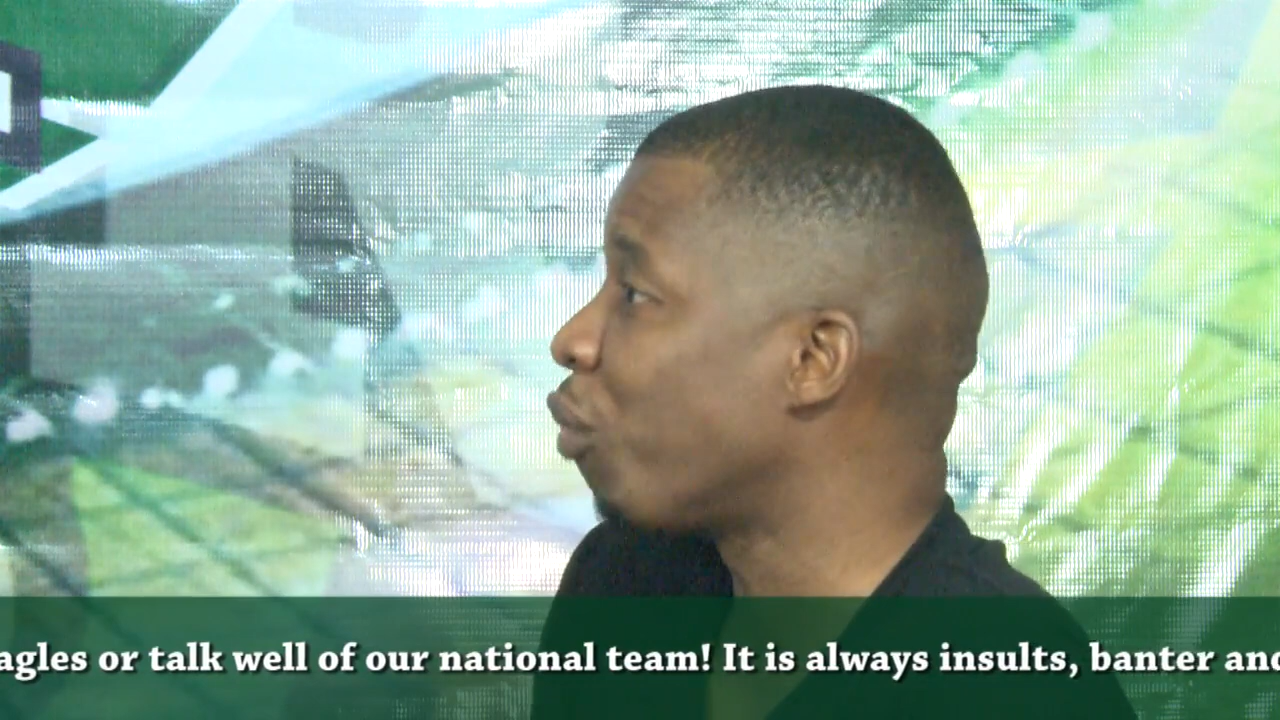 agles or talk well of our national team! It is always insults, banter and